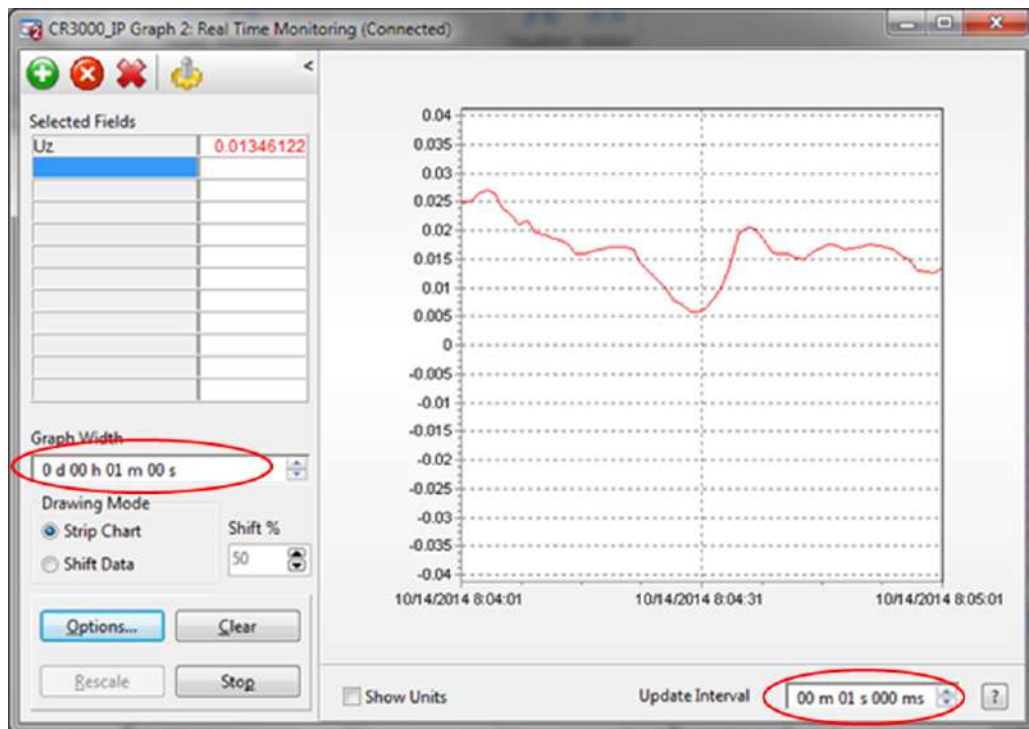 CR3000_IP Graph 2: Real Time Monitoring (Connected)
<
Selected Fields
Uz 0.01346122
Graph Width
0 d 00 h 01 m 00 s
Drawing Mode
Strip Chart
Shift Data
Shift %
50
Options...
Clear
Rescale
Stop
0.04
0.035
0.03
0.025
0.02
0.015
0.01
0.005
0
-0.005
-0.01
-0.015
-0.02
-0.025
-0.03
-0.035
-0.04
10/14/2014 8:04:01 10/14/2014 8:04:31 10/14/2014 8:05:01
Show Units
Update Interval 00 m 01 s 000 ms ?